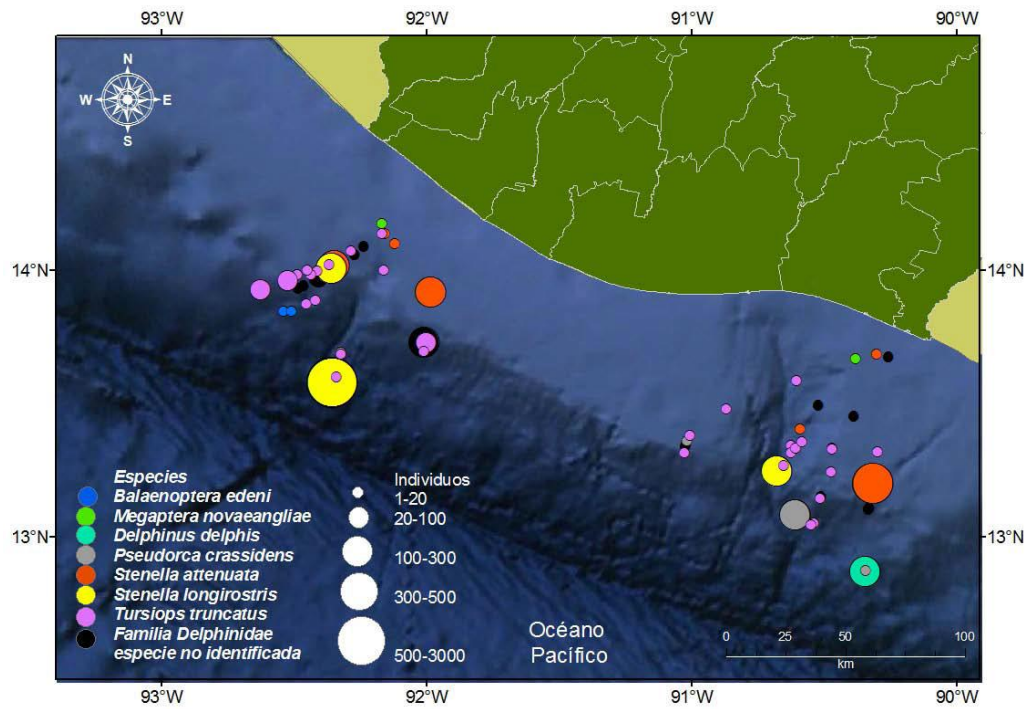 93°W 92°W 91°W 90°W
N
W E
S
14°N 14°N
Especies
Balaenoptera edeni
Megaptera novaeangliae
Delphinus delphis
Pseudorca crassidens
Stenella attenuata
Stenella longirostris
Tursiops truncatus
Familia Delphinidae
especie no identificada
Individuos
1-20
20-100
100-300
300-500
500-3000
Océano
Pacífico
0 25 50 100
km
13°N 13°N
93°W 92°W 91°W 90°W